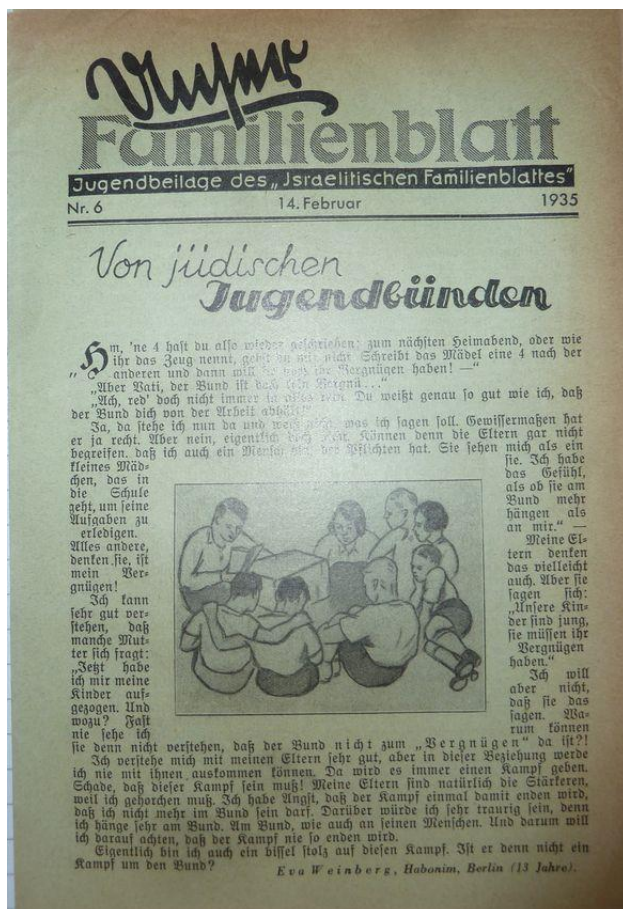 Unser
Familienblatt
Jugendbeilage des „Israelitischen Familienblattes"
Nr. 6 14. Februar 1935
Von jüdischen
Jugendbünden
„Hm, 'ne 4 hast du also wieder geschrieben; zum nächsten Heimabend, oder wie
ihr das Zeug nennt, gehst du mir nicht Schreibt das Mädel eine 4 nach der
anderen und dann will sie noch ihr Vergnügen haben! —"
„Aber Vati, der Bund ist doch kein Vergnü..."
„Ach, red' doch nicht immer so Du weißt genau so gut wie ich, daß
der Bund dich von der Arbeit abhält!"
Ja, da stehe ich nun da und weiß nicht, was ich sagen soll. Gewissermaßen hat
er ja recht. Aber nein, eigentlich doch Können denn die Eltern gar nicht
begreifen. daß ich auch ein Mensch bin, der Pflichten hat. Sie sehen mich als ein
kleines Mäd-
chen, das in
die Schule
geht, um seine
Aufgaben zu
erledigen.
Alles andere,
denken sie, ist
mein Ver-
gnügen!
Ich kann
sehr gut ver-
stehen, daß
manche Mut-
ter sich fragt:
„Jetzt habe
ich mir meine
Kinder auf-
gezogen. Und
wozu? Fast
nie sehe ich
sie. Ich habe
das Gefühl,
als ob sie am
Bund mehr
hängen als
an mir." —
Meine El-
tern denken
das vielleicht
auch. Aber sie
sagen sich:
„Unsere Kin-
der sind jung,
sie müssen ihr
Vergnügen
haben."
Ich will
aber nicht,
daß sie das
sagen. Wa-
rum können
sie denn nicht verstehen, daß der Bund nicht zum „Vergnügen" da ist?!
Ich verstehe mich mit meinen Eltern sehr gut, aber in dieser Beziehung werde
ich nie mit ihnen auskommen können. Da wird es immer einen Kampf geben.
Schade, daß dieser Kampf sein muß! Meine Eltern sind natürlich die Stärkeren,
weil ich gehorchen muß. Ich habe Angst, daß der Kampf einmal damit enden wird,
daß ich nicht mehr im Bund sein darf. Darüber würde ich sehr traurig sein, denn
ich hänge sehr am Bund. Am Bund, wie auch an seinen Menschen. Und darum will
ich darauf achten, daß der Kampf nie so enden wird.
Eigentlich bin ich auch ein bissel stolz auf diesen Kampf. Ist er denn nicht ein
Kampf um den Bund?
Eva Weinberg, Habonim, Berlin (13 Jahre).